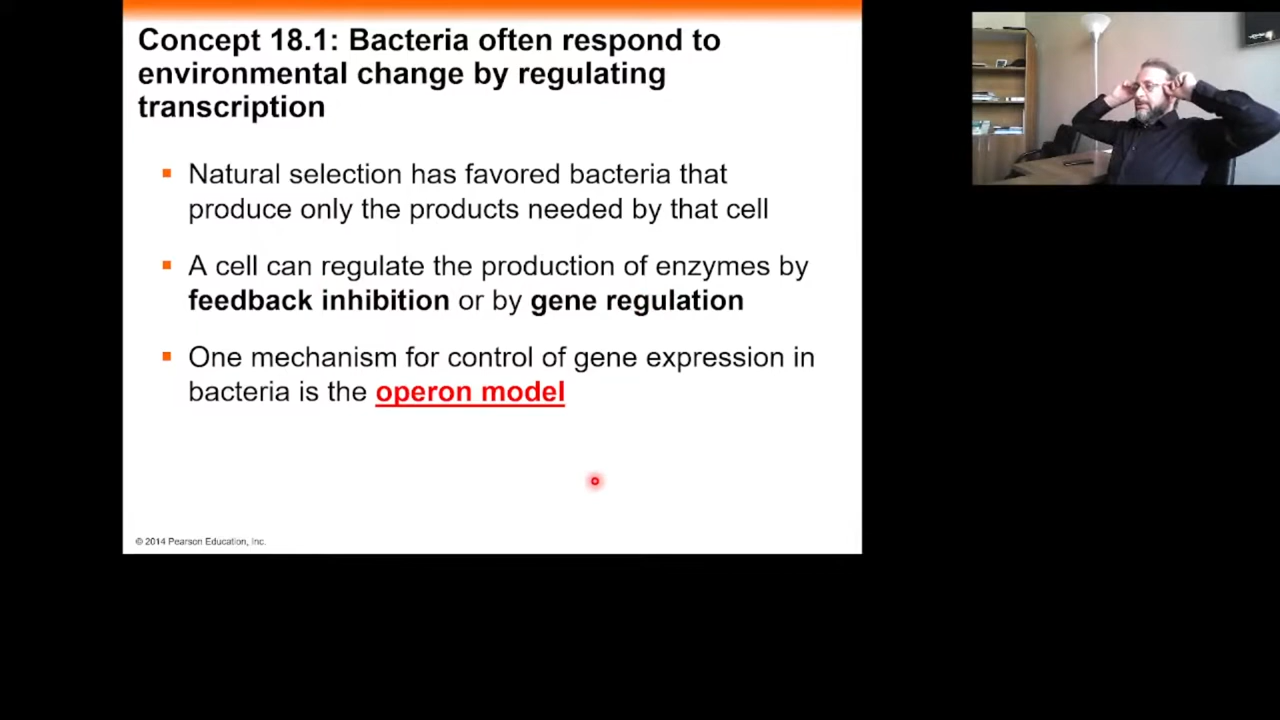 Concept 18.1: Bacteria often respond to
environmental change by regulating
transcription
▪ Natural selection has favored bacteria that
produce only the products needed by that cell
▪ A cell can regulate the production of enzymes by
feedback inhibition or by gene regulation
▪ One mechanism for control of gene expression in
bacteria is the operon model
© 2014 Pearson Education, Inc.